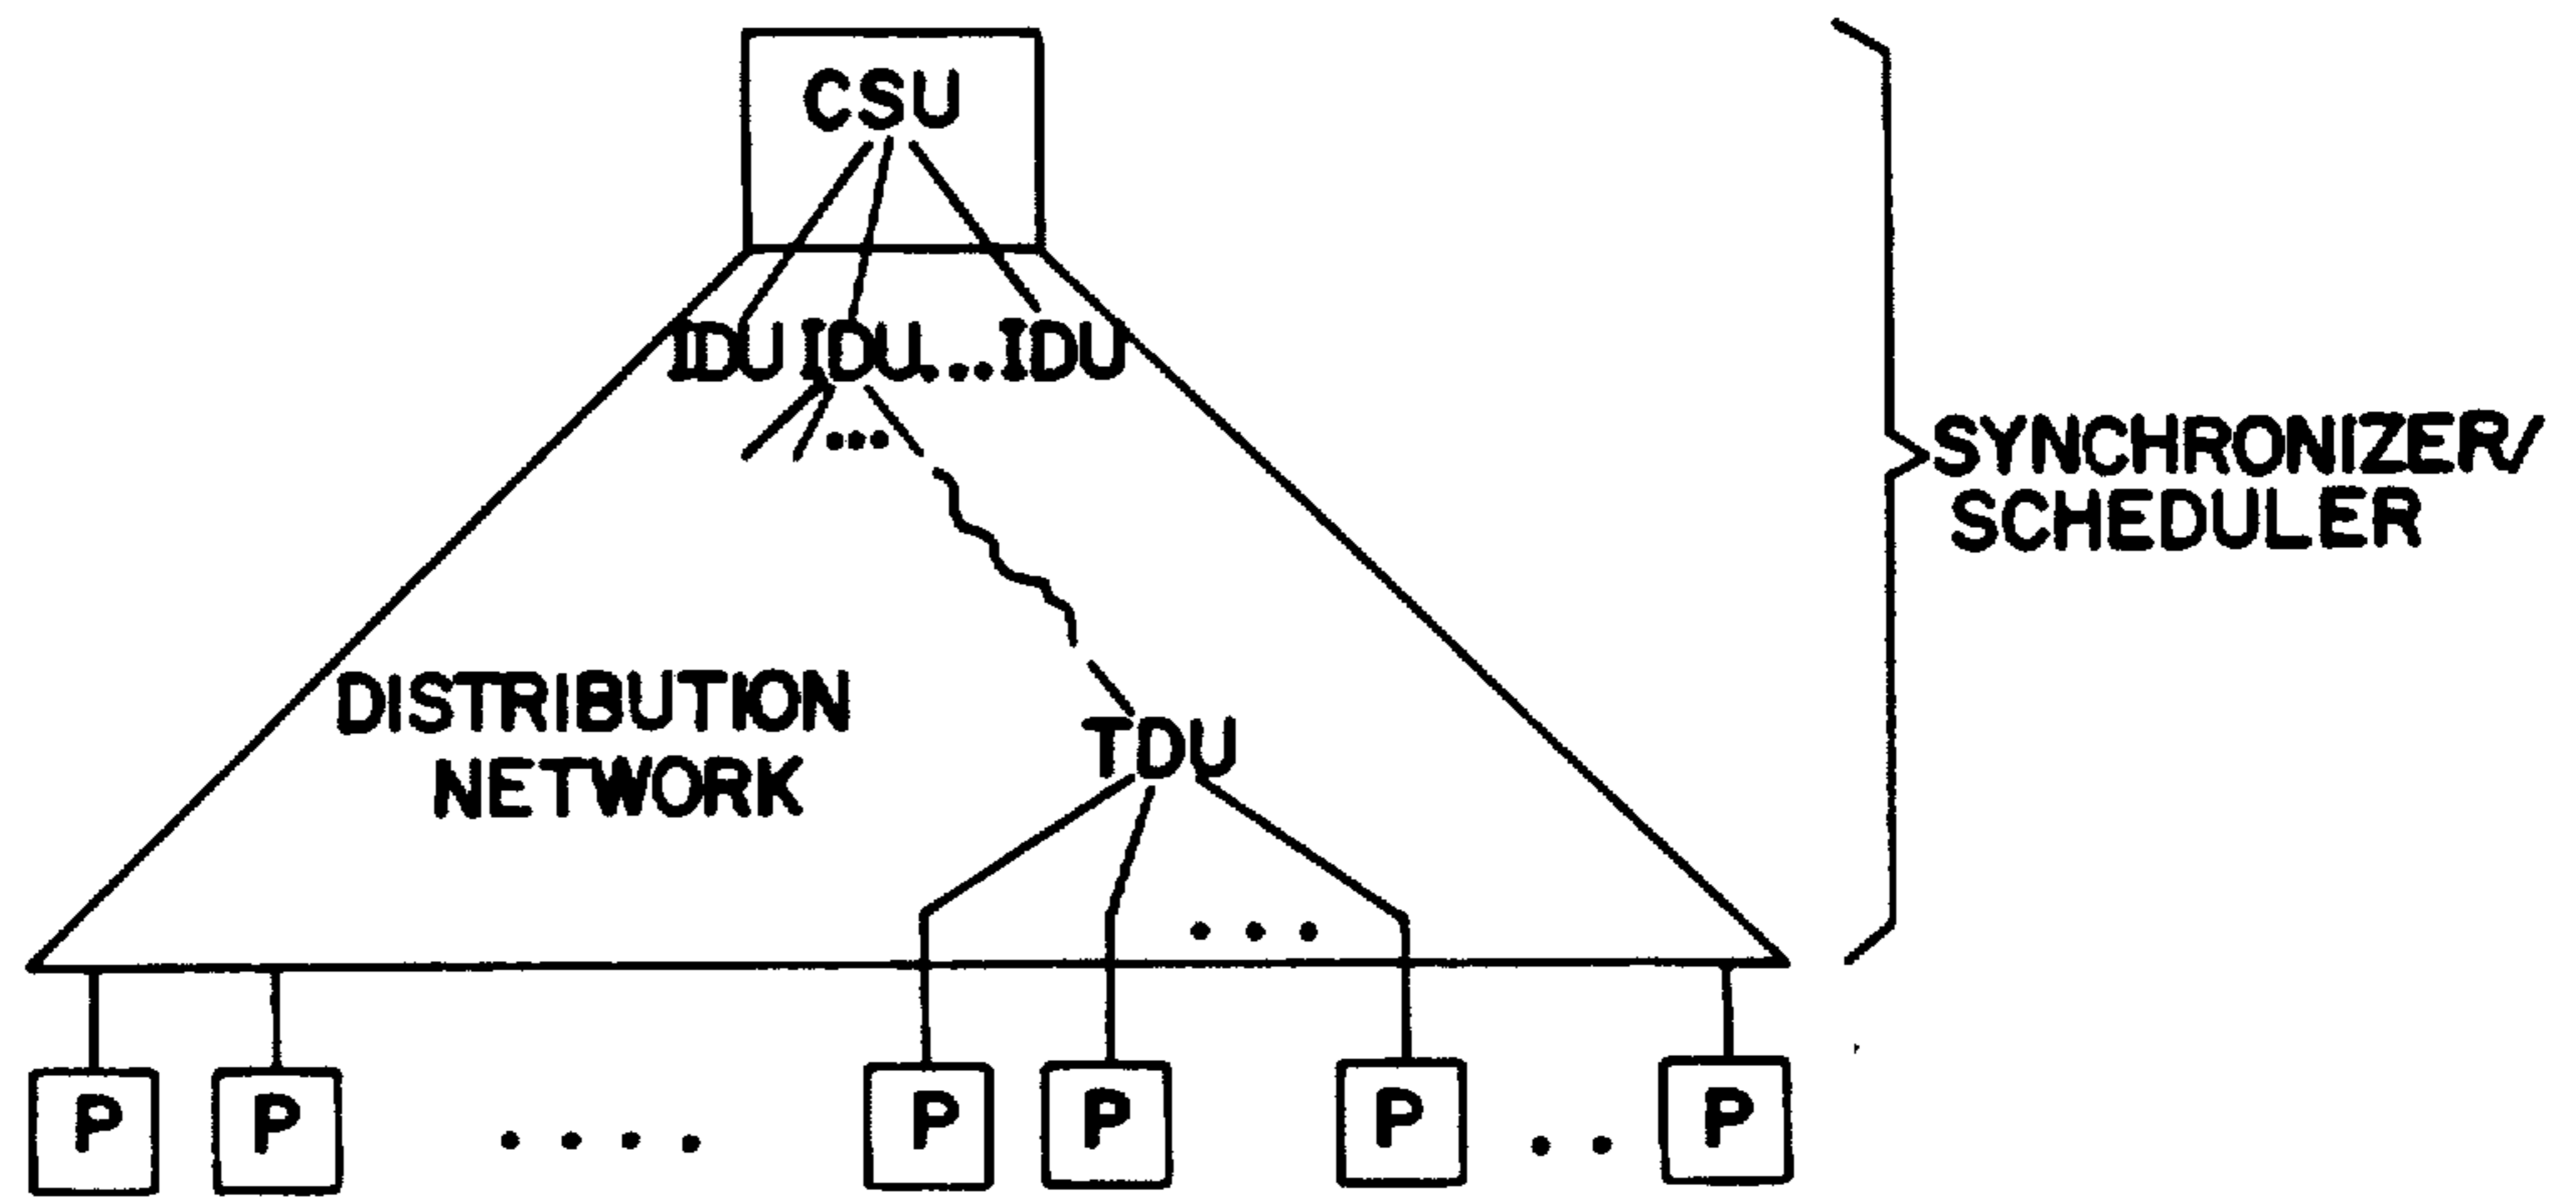 CSU
IDU IDU...IDU
...
SYNCHRONIZER/
SCHEDULER
DISTRIBUTION
NETWORK
TDU
...
P P .... P P P .. P